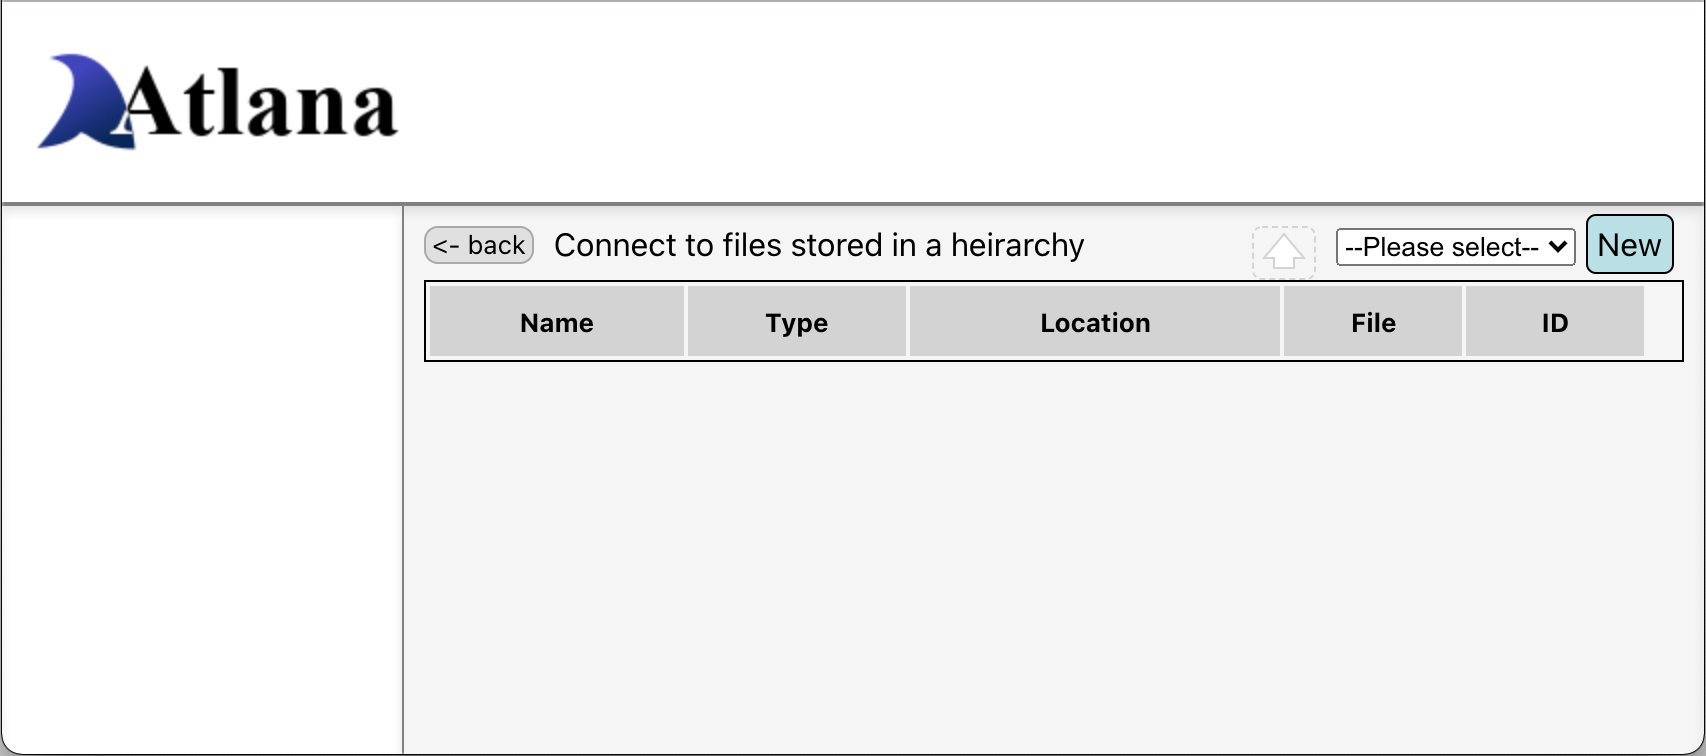 Atlana
<- back Connect to files stored in a heirarchy --Please select-- New
Name Type Location File ID